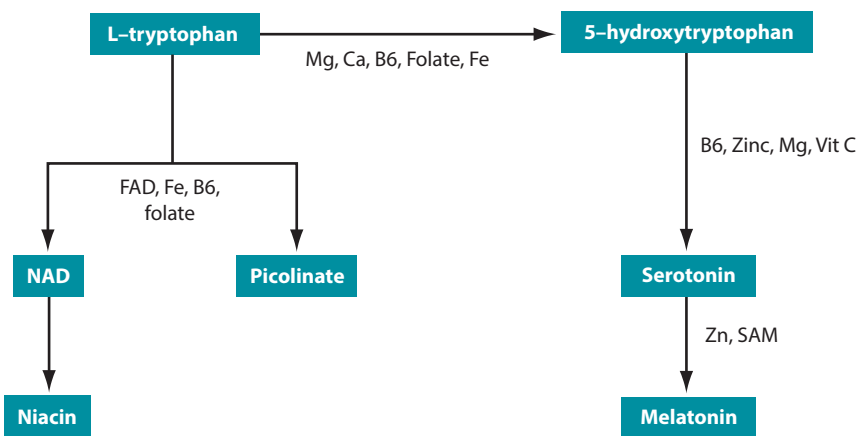 L–tryptophan
5–hydroxytryptophan
Mg, Ca, B6, Folate, Fe
B6, Zinc, Mg, Vit C
FAD, Fe, B6,
folate
NAD
Picolinate
Serotonin
Zn, SAM
Niacin
Melatonin